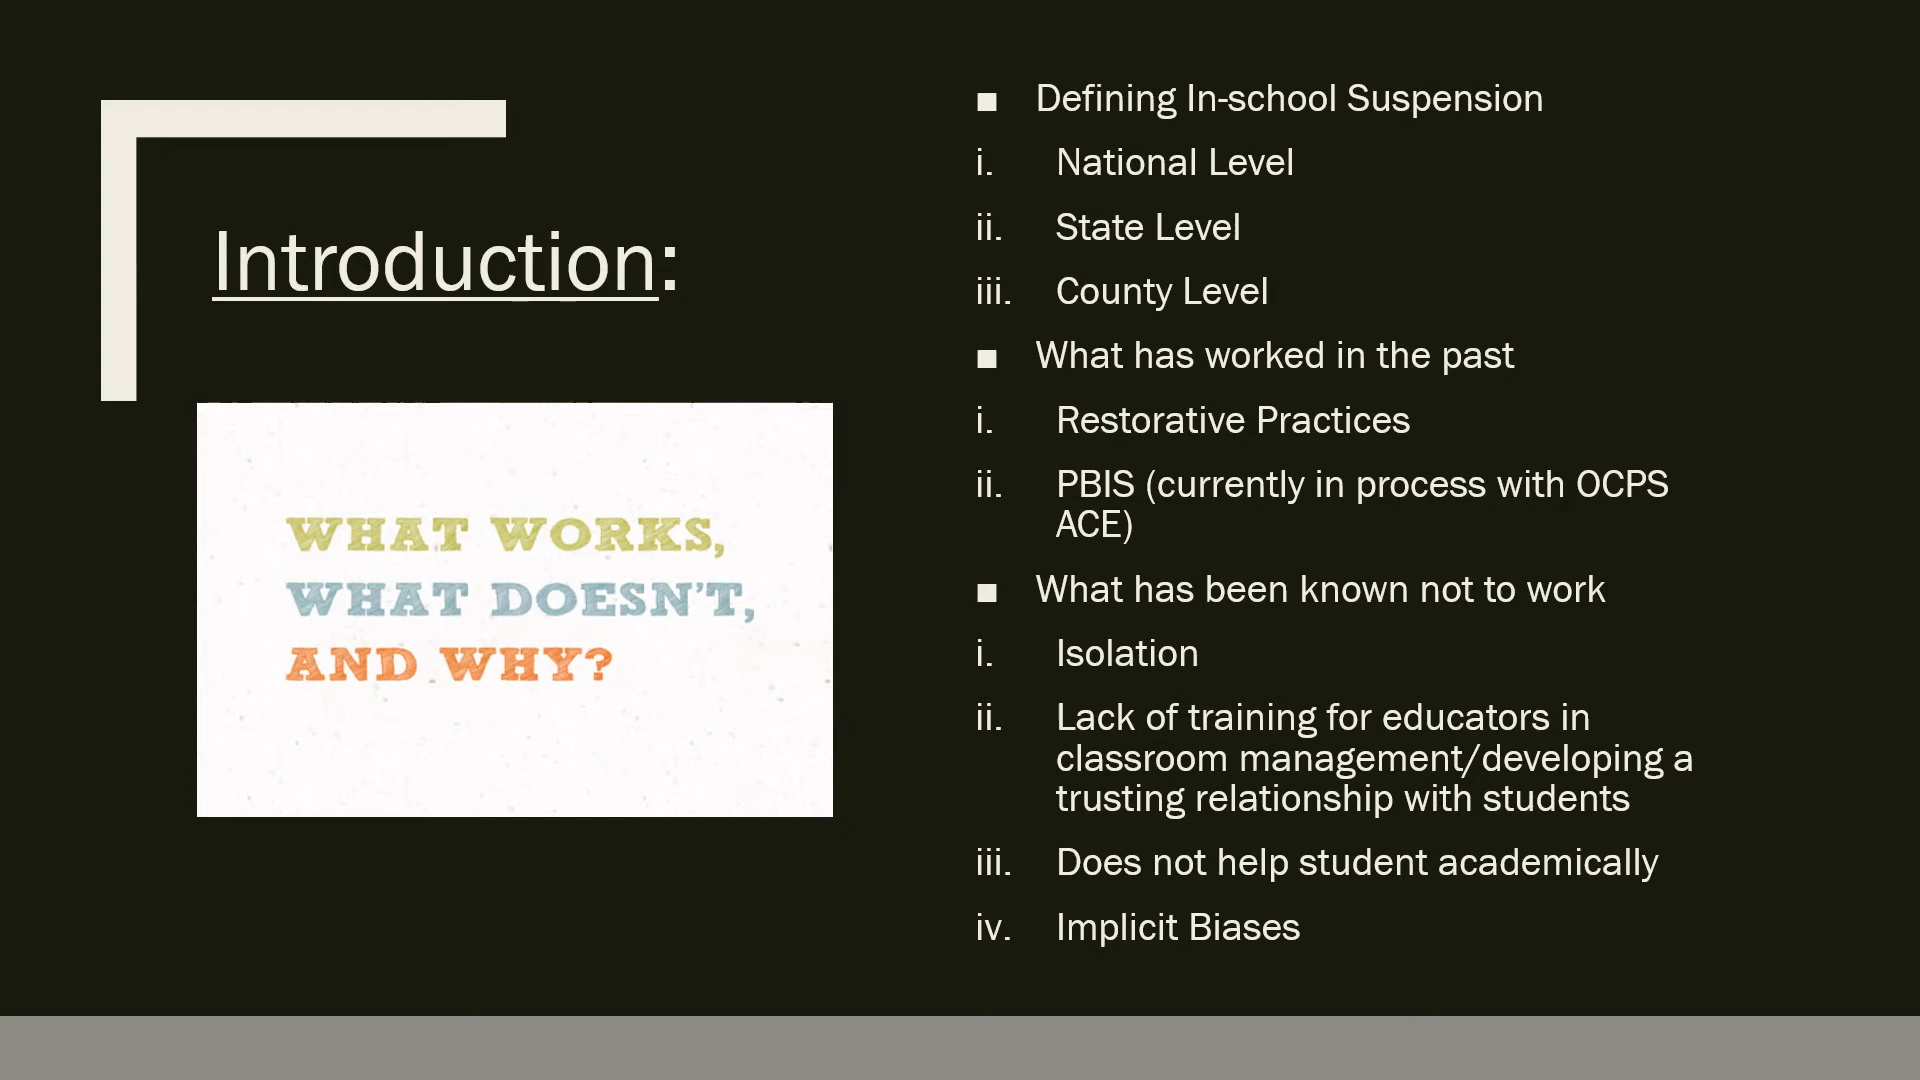 Introduction:
WHAT WORKS,
WHAT DOESN'T,
AND WHY?
■ Defining In-school Suspension
i. National Level
ii. State Level
iii. County Level
■ What has worked in the past
i. Restorative Practices
ii. PBIS (currently in process with OCPS
ACE)
■ What has been known not to work
i. Isolation
ii. Lack of training for educators in
classroom management/developing a
trusting relationship with students
iii. Does not help student academically
iv. Implicit Biases